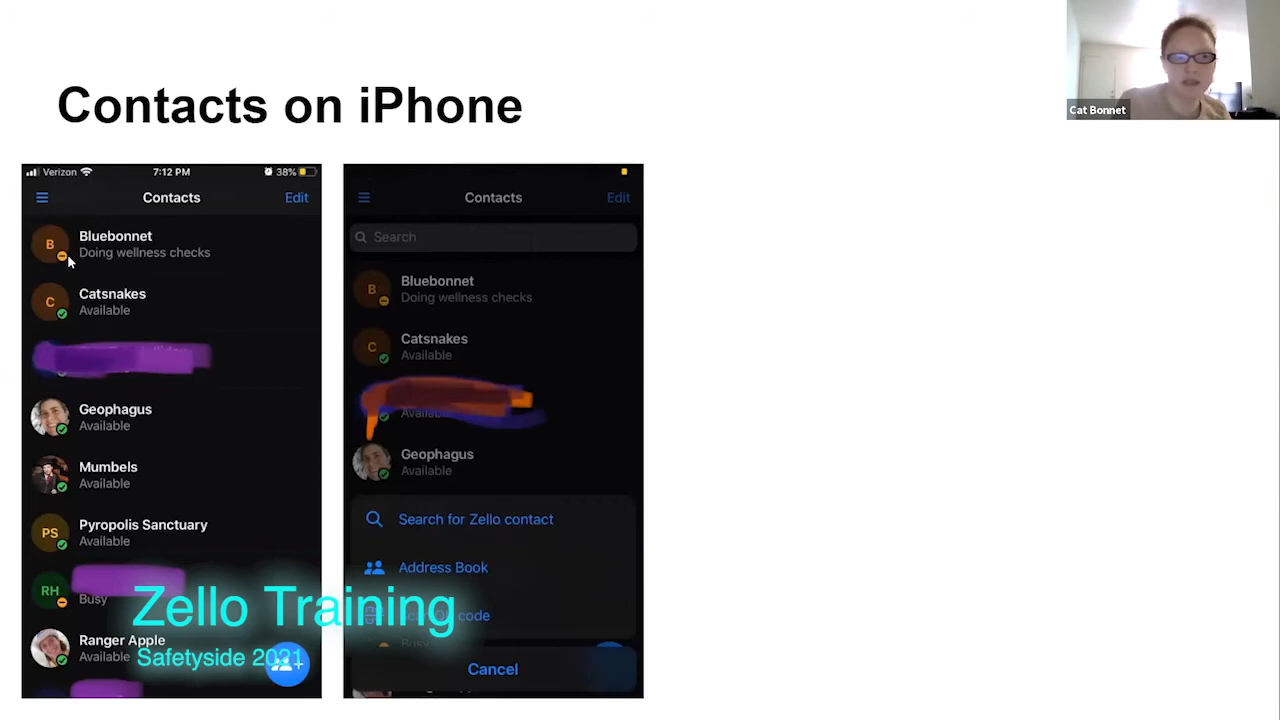 Cat Bonnet
Contacts on iPhone
Verizon 7:12 PM 38%
Contacts Edit
B Bluebonnet
Doing wellness checks
C Catsnakes
Available
Geophagus
Available
Mumbels
Available
PS Pyropolis Sanctuary
Available
RH
Busy
Ranger Apple
Available
Contacts Edit
Search
B Bluebonnet
Doing wellness checks
C Catsnakes
Available
Available
Geophagus
Available
Search for Zello contact
Address Book
code
Busy
Cancel
Zello Training
Safetyside 2021